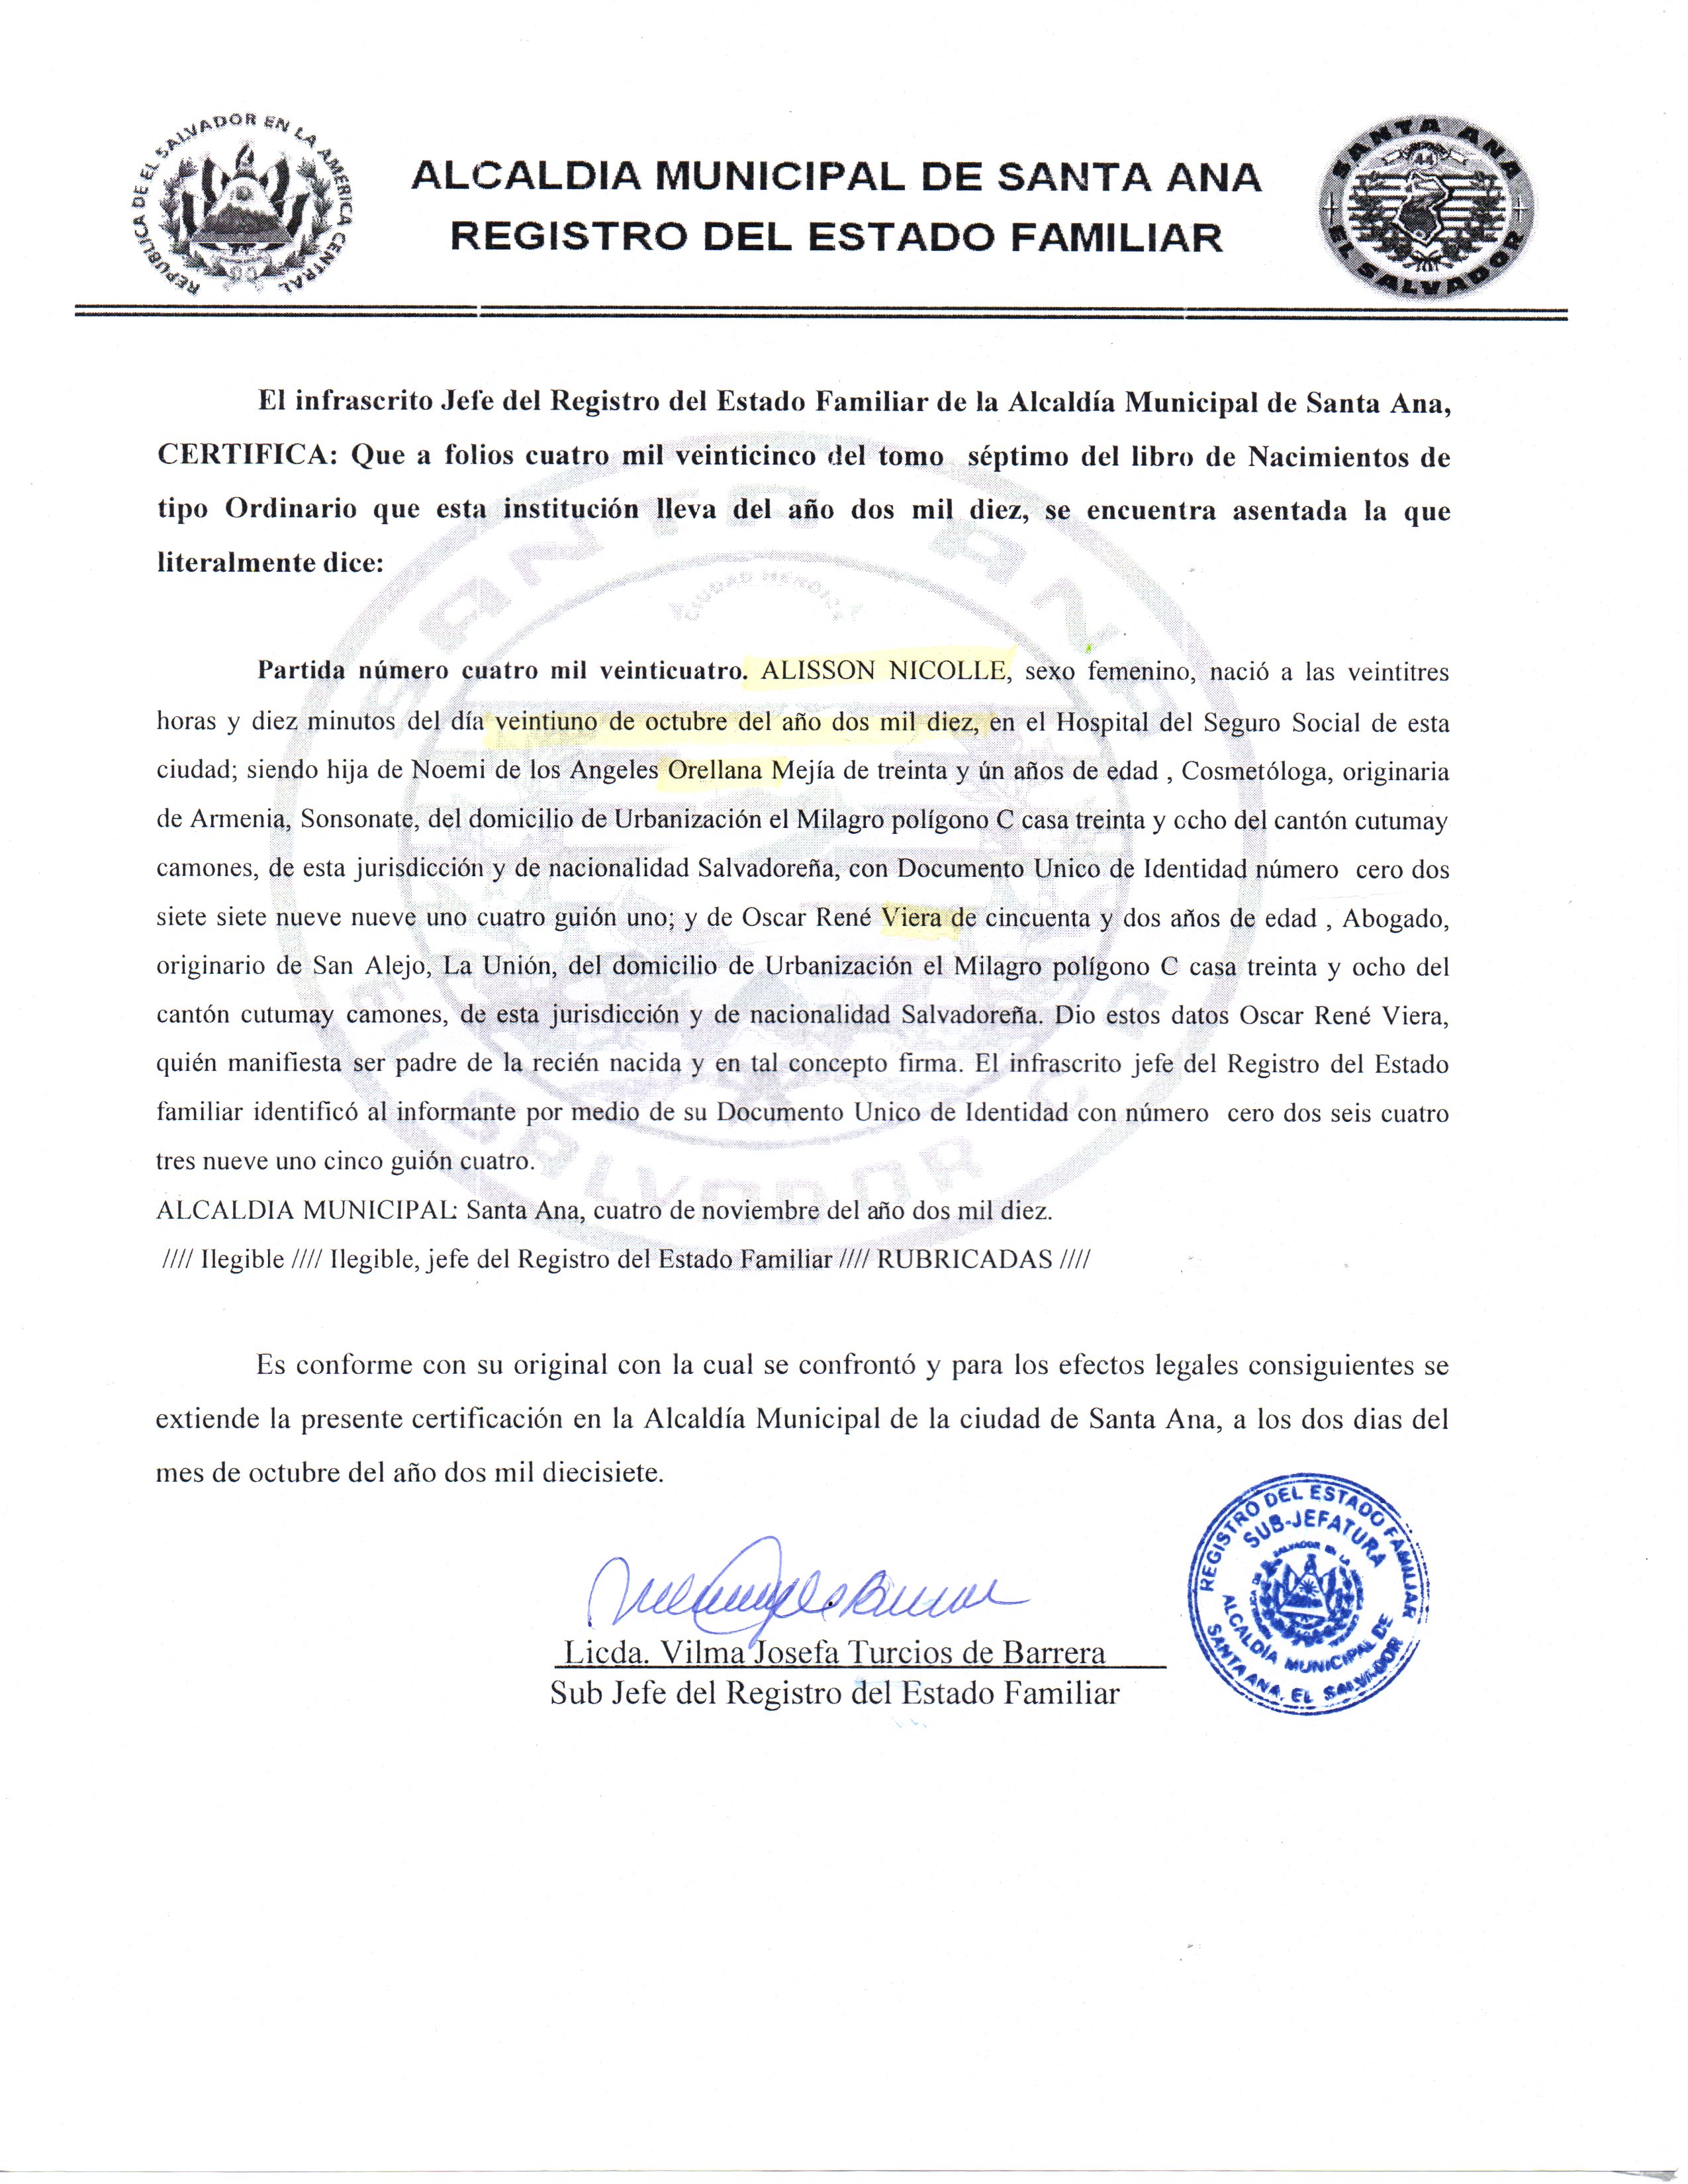 REPUBLICA DE EL SALVADOR EN LA AMERICA CENTRAL
ALCALDIA MUNICIPAL DE SANTA ANA
REGISTRO DEL ESTADO FAMILIAR
SANTA ANA
44
EL SALVADOR
El infrascrito Jefe del Registro del Estado Familiar de la Alcaldía Municipal de Santa Ana,
CERTIFICA: Que a folios cuatro mil veinticinco del tomo séptimo del libro de Nacimientos de
tipo Ordinario que esta institución lleva del año dos mil diez, se encuentra asentada la que
literalmente dice:
SANTA ANA
CIUDAD HEROICA
Partida número cuatro mil veinticuatro. ALISSON NICOLLE, sexo femenino, nació a las veintitres
horas y diez minutos del día veintiuno de octubre del año dos mil diez, en el Hospital del Seguro Social de esta
ciudad; siendo hija de Noemi de los Angeles Orellana Mejía de treinta y ún años de edad , Cosmetóloga, originaria
de Armenia, Sonsonate, del domicilio de Urbanización el Milagro polígono C casa treinta y ocho del cantón cutumay
camones, de esta jurisdicción y de nacionalidad Salvadoreña, con Documento Unico de Identidad número cero dos
siete siete nueve nueve uno cuatro guión uno; y de Oscar René Viera de cincuenta y dos años de edad , Abogado,
originario de San Alejo, La Unión, del domicilio de Urbanización el Milagro polígono C casa treinta y ocho del
cantón cutumay camones, de esta jurisdicción y de nacionalidad Salvadoreña. Dio estos datos Oscar René Viera,
quién manifiesta ser padre de la recién nacida y en tal concepto firma. El infrascrito jefe del Registro del Estado
familiar identificó al informante por medio de su Documento Unico de Identidad con número cero dos seis cuatro
tres nueve uno cinco guión cuatro.
EL SALVADOR C
ALCALDIA MUNICIPAL: Santa Ana, cuatro de noviembre del año dos mil diez.
//// Ilegible //// Ilegible, jefe del Registro del Estado Familiar //// RUBRICADAS ////
Es conforme con su original con la cual se confrontó y para los efectos legales consiguientes se
extiende la presente certificación en la Alcaldía Municipal de la ciudad de Santa Ana, a los dos dias del
mes de octubre del año dos mil diecisiete.
Licda. Vilma Josefa Turcios de Barrera
Sub Jefe del Registro del Estado Familiar
REGISTRO DEL ESTADO FAMILIAR
SUB-JEFATURA
ALCALDÍA MUNICIPAL DE
SANTA ANA, EL SALVADOR